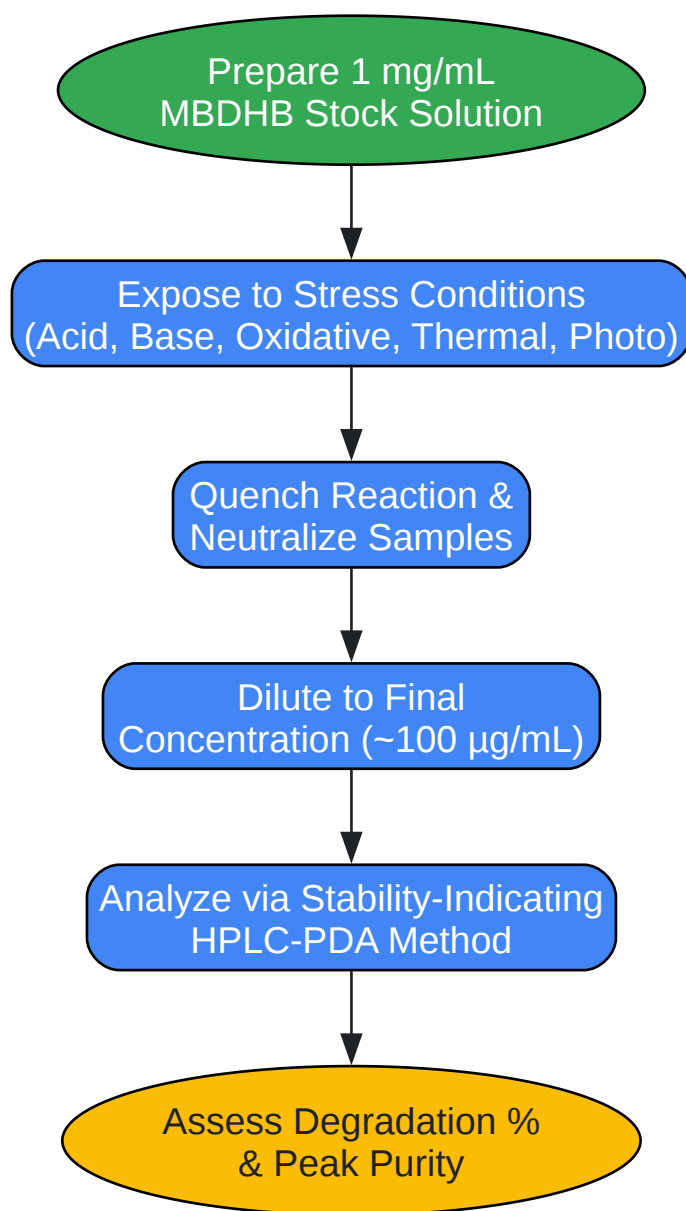 Prepare 1 mg/mL
MBDHB Stock Solution
Expose to Stress Conditions
(Acid, Base, Oxidative, Thermal, Photo)
Quench Reaction &
Neutralize Samples
Dilute to Final
Concentration (~100 µg/mL)
Analyze via Stability-Indicating
HPLC-PDA Method
Assess Degradation %
& Peak Purity